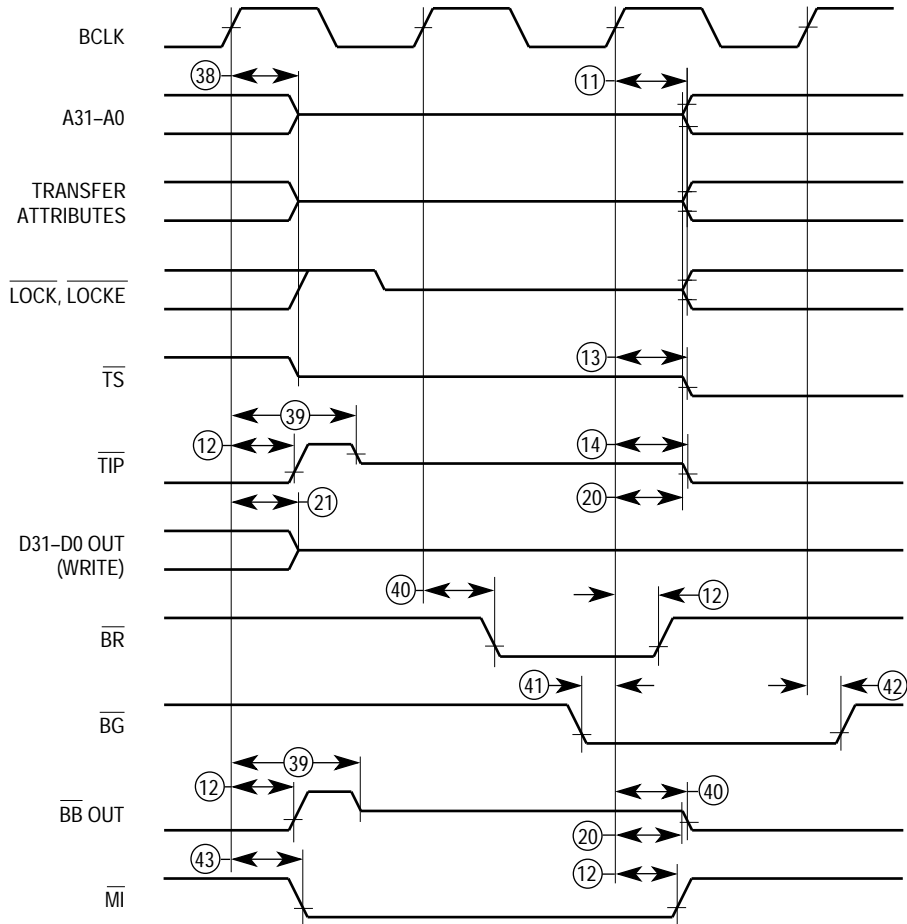 BCLK
38
11
A31–A0
TRANSFER
ATTRIBUTES
LOCK, LOCKE
13
TS
39
12
14
TIP
21
20
D31–D0 OUT
(WRITE)
40
12
BR
41
42
BG
39
12
40
BB OUT
20
43
12
MI